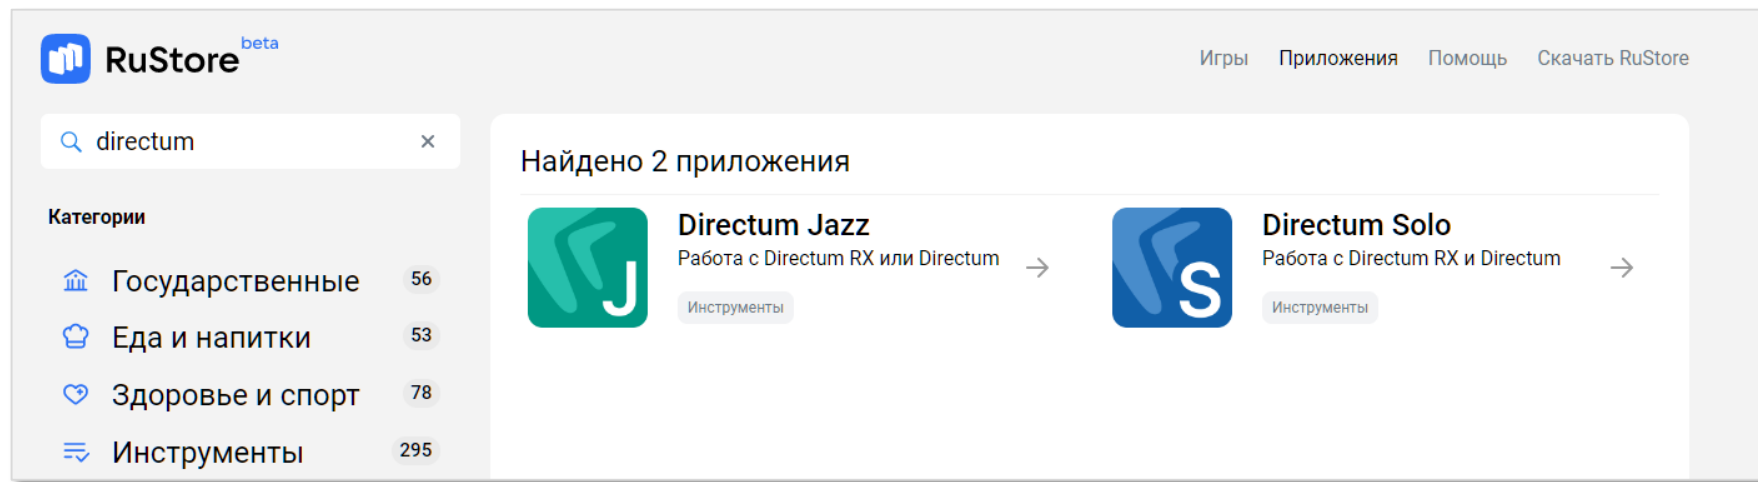 RuStore beta
Игры Приложения Помощь Скачать RuStore
directum
Категории
Государственные 56
Еда и напитки 53
Здоровье и спорт 78
Инструменты 295
Найдено 2 приложения
J
Directum Jazz
Работа с Directum RX или Directum
Инструменты
S
Directum Solo
Работа с Directum RX и Directum
Инструменты